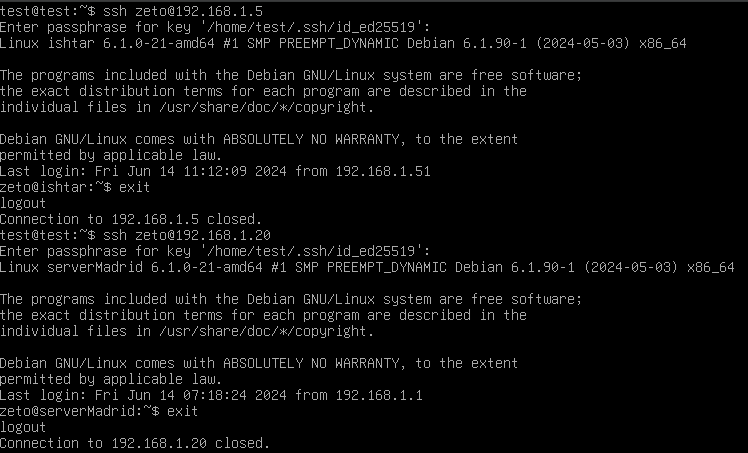 test@test:~$ ssh zeto@192.168.1.5
Enter passphrase for key '/home/test/.ssh/id_ed25519':
Linux ishtar 6.1.0-21-amd64 #1 SMP PREEMPT_DYNAMIC Debian 6.1.90-1 (2024-05-03) x86_64
The programs included with the Debian GNU/Linux system are free software;
the exact distribution terms for each program are described in the
individual files in /usr/share/doc/*/copyright.
Debian GNU/Linux comes with ABSOLUTELY NO WARRANTY, to the extent
permitted by applicable law.
Last login: Fri Jun 14 11:12:09 2024 from 192.168.1.51
zeto@ishtar:~$ exit
logout
Connection to 192.168.1.5 closed.
test@test:~$ ssh zeto@192.168.1.20
Enter passphrase for key '/home/test/.ssh/id_ed25519':
Linux serverMadrid 6.1.0-21-amd64 #1 SMP PREEMPT_DYNAMIC Debian 6.1.90-1 (2024-05-03) x86_64
The programs included with the Debian GNU/Linux system are free software;
the exact distribution terms for each program are described in the
individual files in /usr/share/doc/*/copyright.
Debian GNU/Linux comes with ABSOLUTELY NO WARRANTY, to the extent
permitted by applicable law.
Last login: Fri Jun 14 07:18:24 2024 from 192.168.1.1
zeto@serverMadrid:~$ exit
logout
Connection to 192.168.1.20 closed.